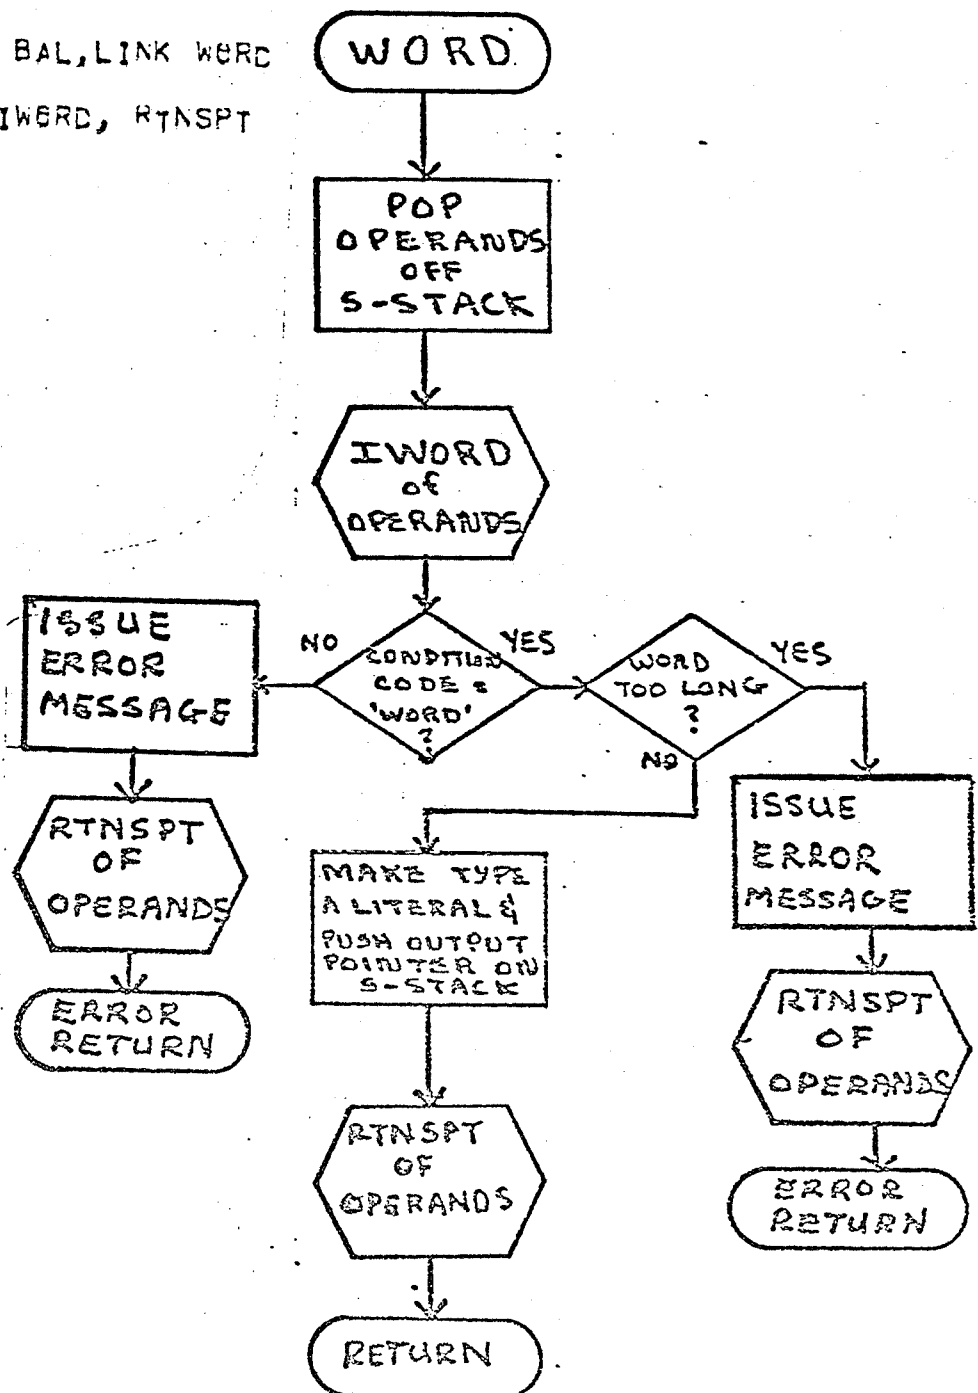 BAL,LINK WORD
IWORD, RTNSPT
WORD
POP
OPERANDS
OFF
S-STACK
IWORD
OF
OPERANDS
NO
CONDITION
CODE =
'WORD'
?
YES
WORD
TOO LONG
?
YES
NO
ISSUE
ERROR
MESSAGE
RTNSPT
OF
OPERANDS
ERROR
RETURN
MAKE TYPE
A LITERAL &
PUSH OUTPUT
POINTER ON
S-STACK
RTNSPT
OF
OPERANDS
RETURN
ISSUE
ERROR
MESSAGE
RTNSPT
OF
OPERANDS
ERROR
RETURN